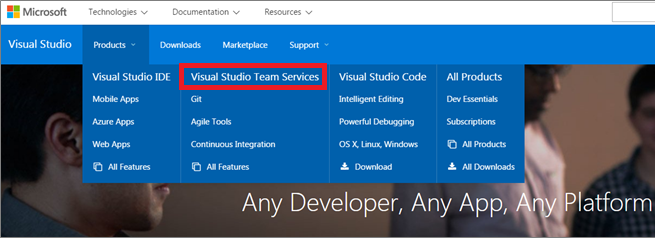 Microsoft Technologies Documentation Resources
Visual Studio Products Downloads Marketplace Support
Visual Studio IDE Visual Studio Team Services Visual Studio Code All Products
Mobile Apps Git Intelligent Editing Dev Essentials
Azure Apps Agile Tools Powerful Debugging Subscriptions
Web Apps Continuous Integration OS X, Linux, Windows All Products
All Features All Features Download All Downloads
Any Developer, Any App, Any Platform